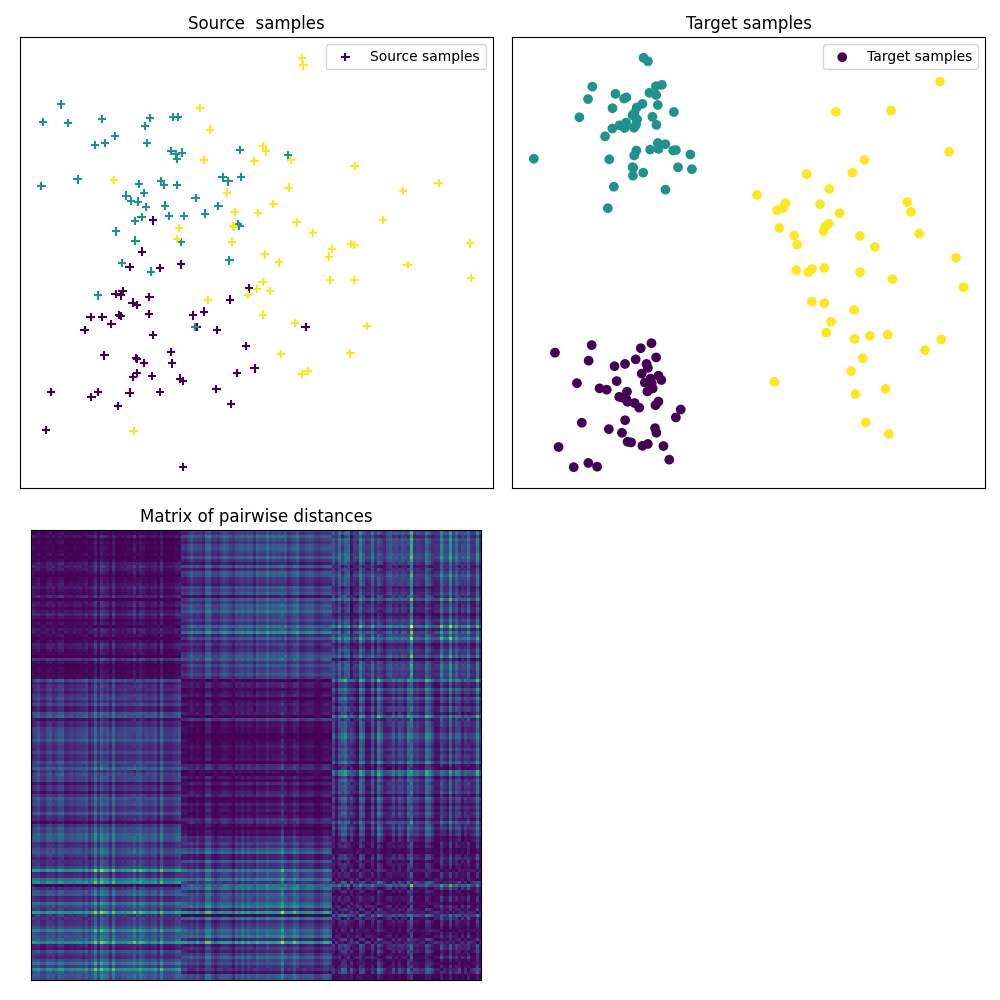 Source  samples
Source samples
Target samples
Target samples
Matrix of pairwise distances